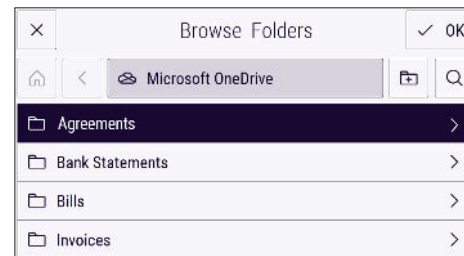 Browse Folders
OK
Microsoft OneDrive
Agreements
Bank Statements
Bills
Invoices